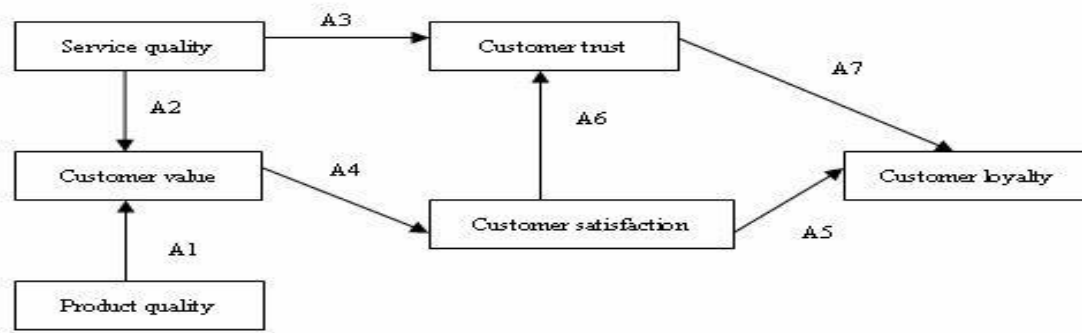 A3
Service quality
Customer trust
A7
A2
A6
Customer value
A4
Customer loyalty
Customer satisfaction
A5
A1
Product quality